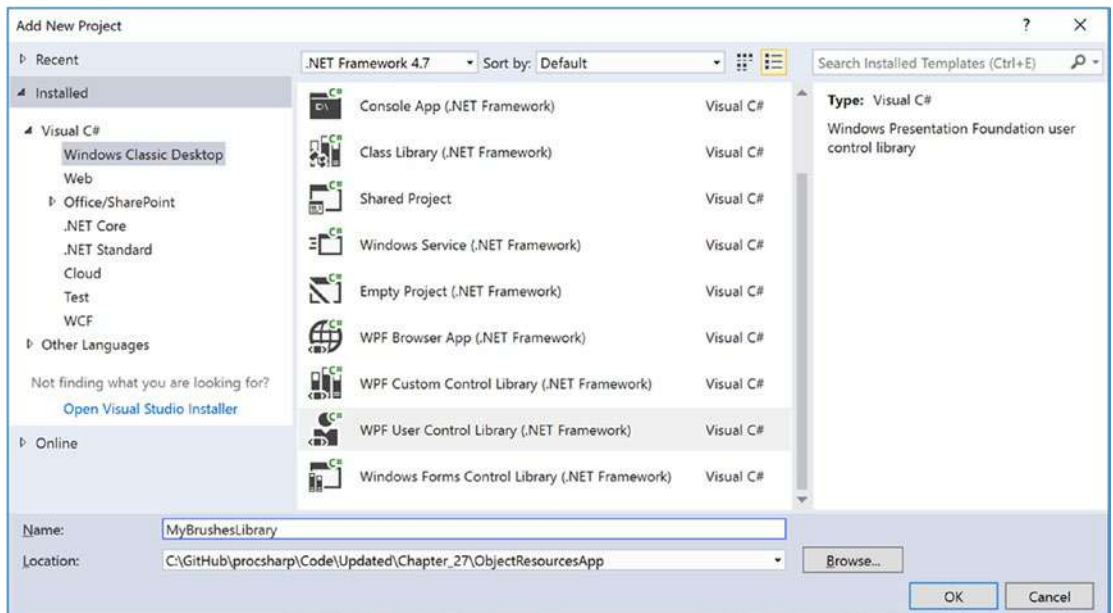 Add New Project
?
Recent
.NET Framework 4.7
Sort by: Default
Search Installed Templates (Ctrl+E)
Installed
Visual C#
Windows Classic Desktop
Web
Office/SharePoint
.NET Core
.NET Standard
Cloud
Test
WCF
Other Languages
Not finding what you are looking for?
Open Visual Studio Installer
Online
Console App (.NET Framework) Visual C#
Class Library (.NET Framework) Visual C#
Shared Project Visual C#
Windows Service (.NET Framework) Visual C#
Empty Project (.NET Framework) Visual C#
WPF Browser App (.NET Framework) Visual C#
WPF Custom Control Library (.NET Framework) Visual C#
WPF User Control Library (.NET Framework) Visual C#
Windows Forms Control Library (.NET Framework) Visual C#
Type: Visual C#
Windows Presentation Foundation user
control library
Name: MyBrushesLibrary
Location: C:\GitHub\procsharp\Code\Updated\Chapter_27\ObjectResourcesApp
Browse...
OK
Cancel